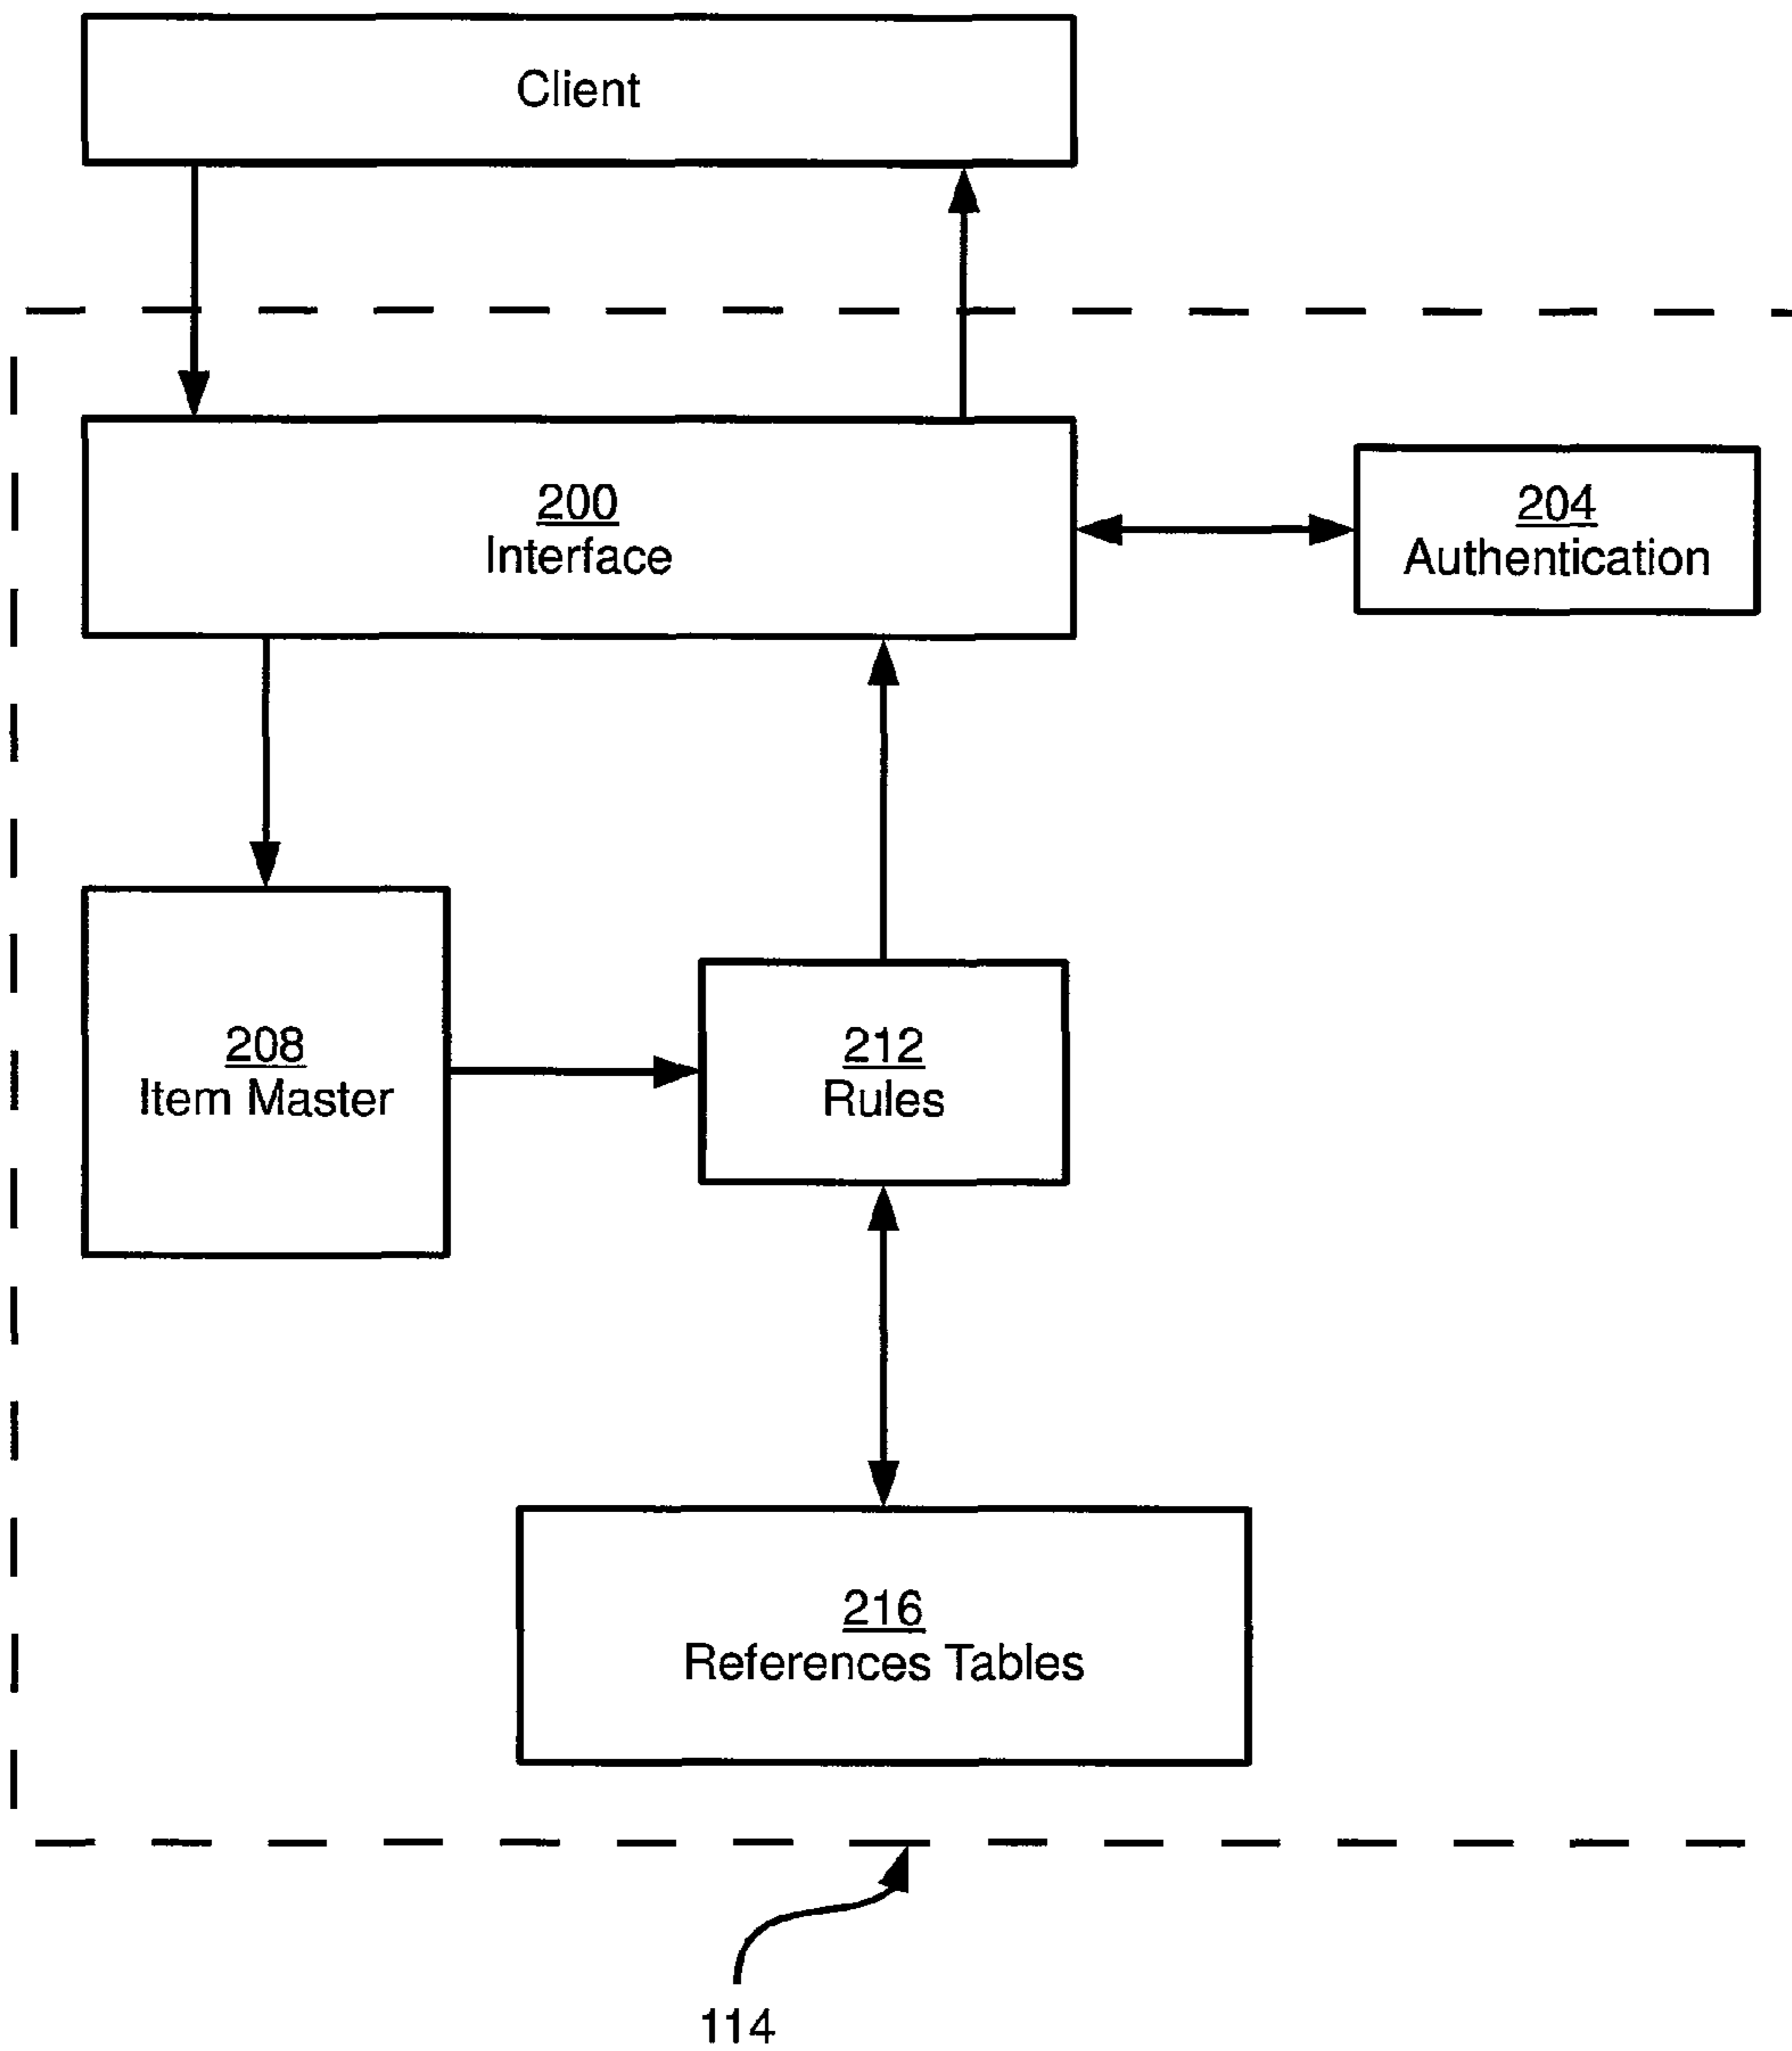 Client
200
Interface
204
Authentication
208
Item Master
212
Rules
216
References Tables
114